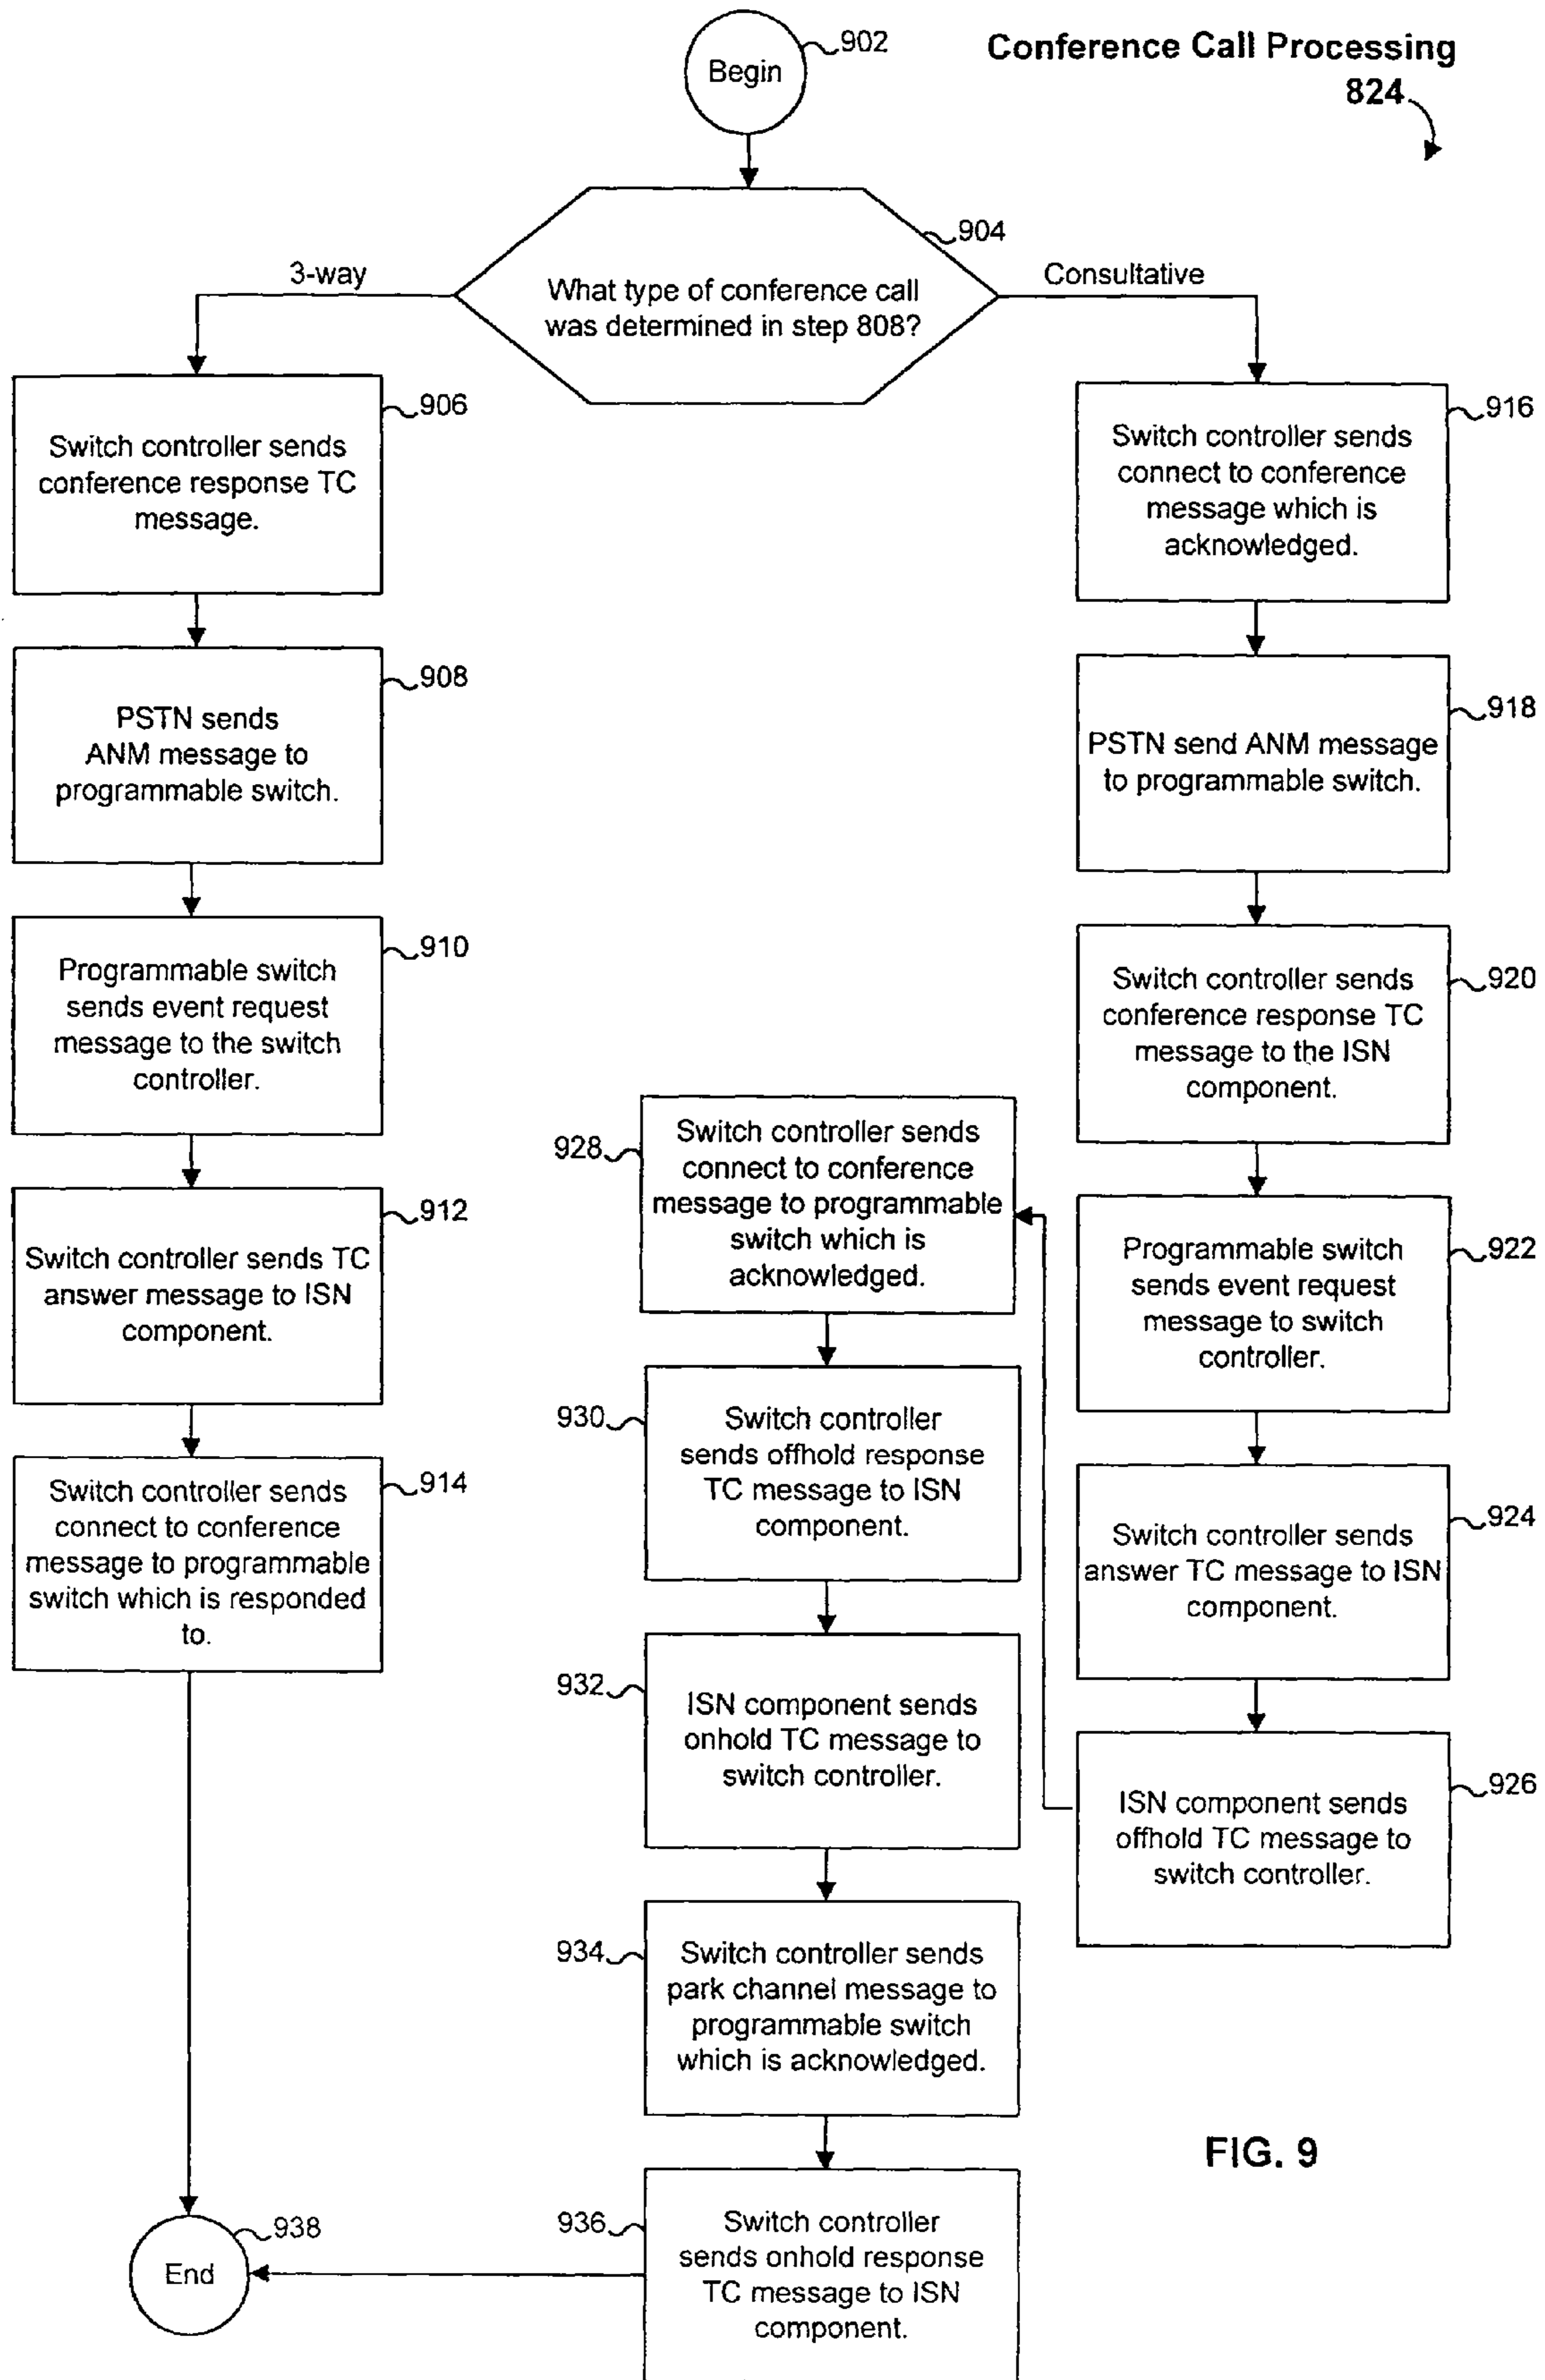 Conference Call Processing
824
Begin
902
904
What type of conference call
was determined in step 808?
3-way
Consultative
906
Switch controller sends
conference response TC
message.
908
PSTN sends
ANM message to
programmable switch.
910
Programmable switch
sends event request
message to the switch
controller.
912
Switch controller sends TC
answer message to ISN
component.
914
Switch controller sends
connect to conference
message to programmable
switch which is responded
to.
916
Switch controller sends
connect to conference
message which is
acknowledged.
918
PSTN send ANM message
to programmable switch.
920
Switch controller sends
conference response TC
message to the ISN
component.
922
Programmable switch
sends event request
message to switch
controller.
924
Switch controller sends
answer TC message to ISN
component.
926
ISN component sends
offhold TC message to
switch controller.
928
Switch controller sends
connect to conference
message to programmable
switch which is
acknowledged.
930
Switch controller
sends offhold response
TC message to ISN
component.
932
ISN component sends
onhold TC message to
switch controller.
934
Switch controller sends
park channel message to
programmable switch
which is acknowledged.
936
Switch controller
sends onhold response
TC message to ISN
component.
938
End
FIG. 9